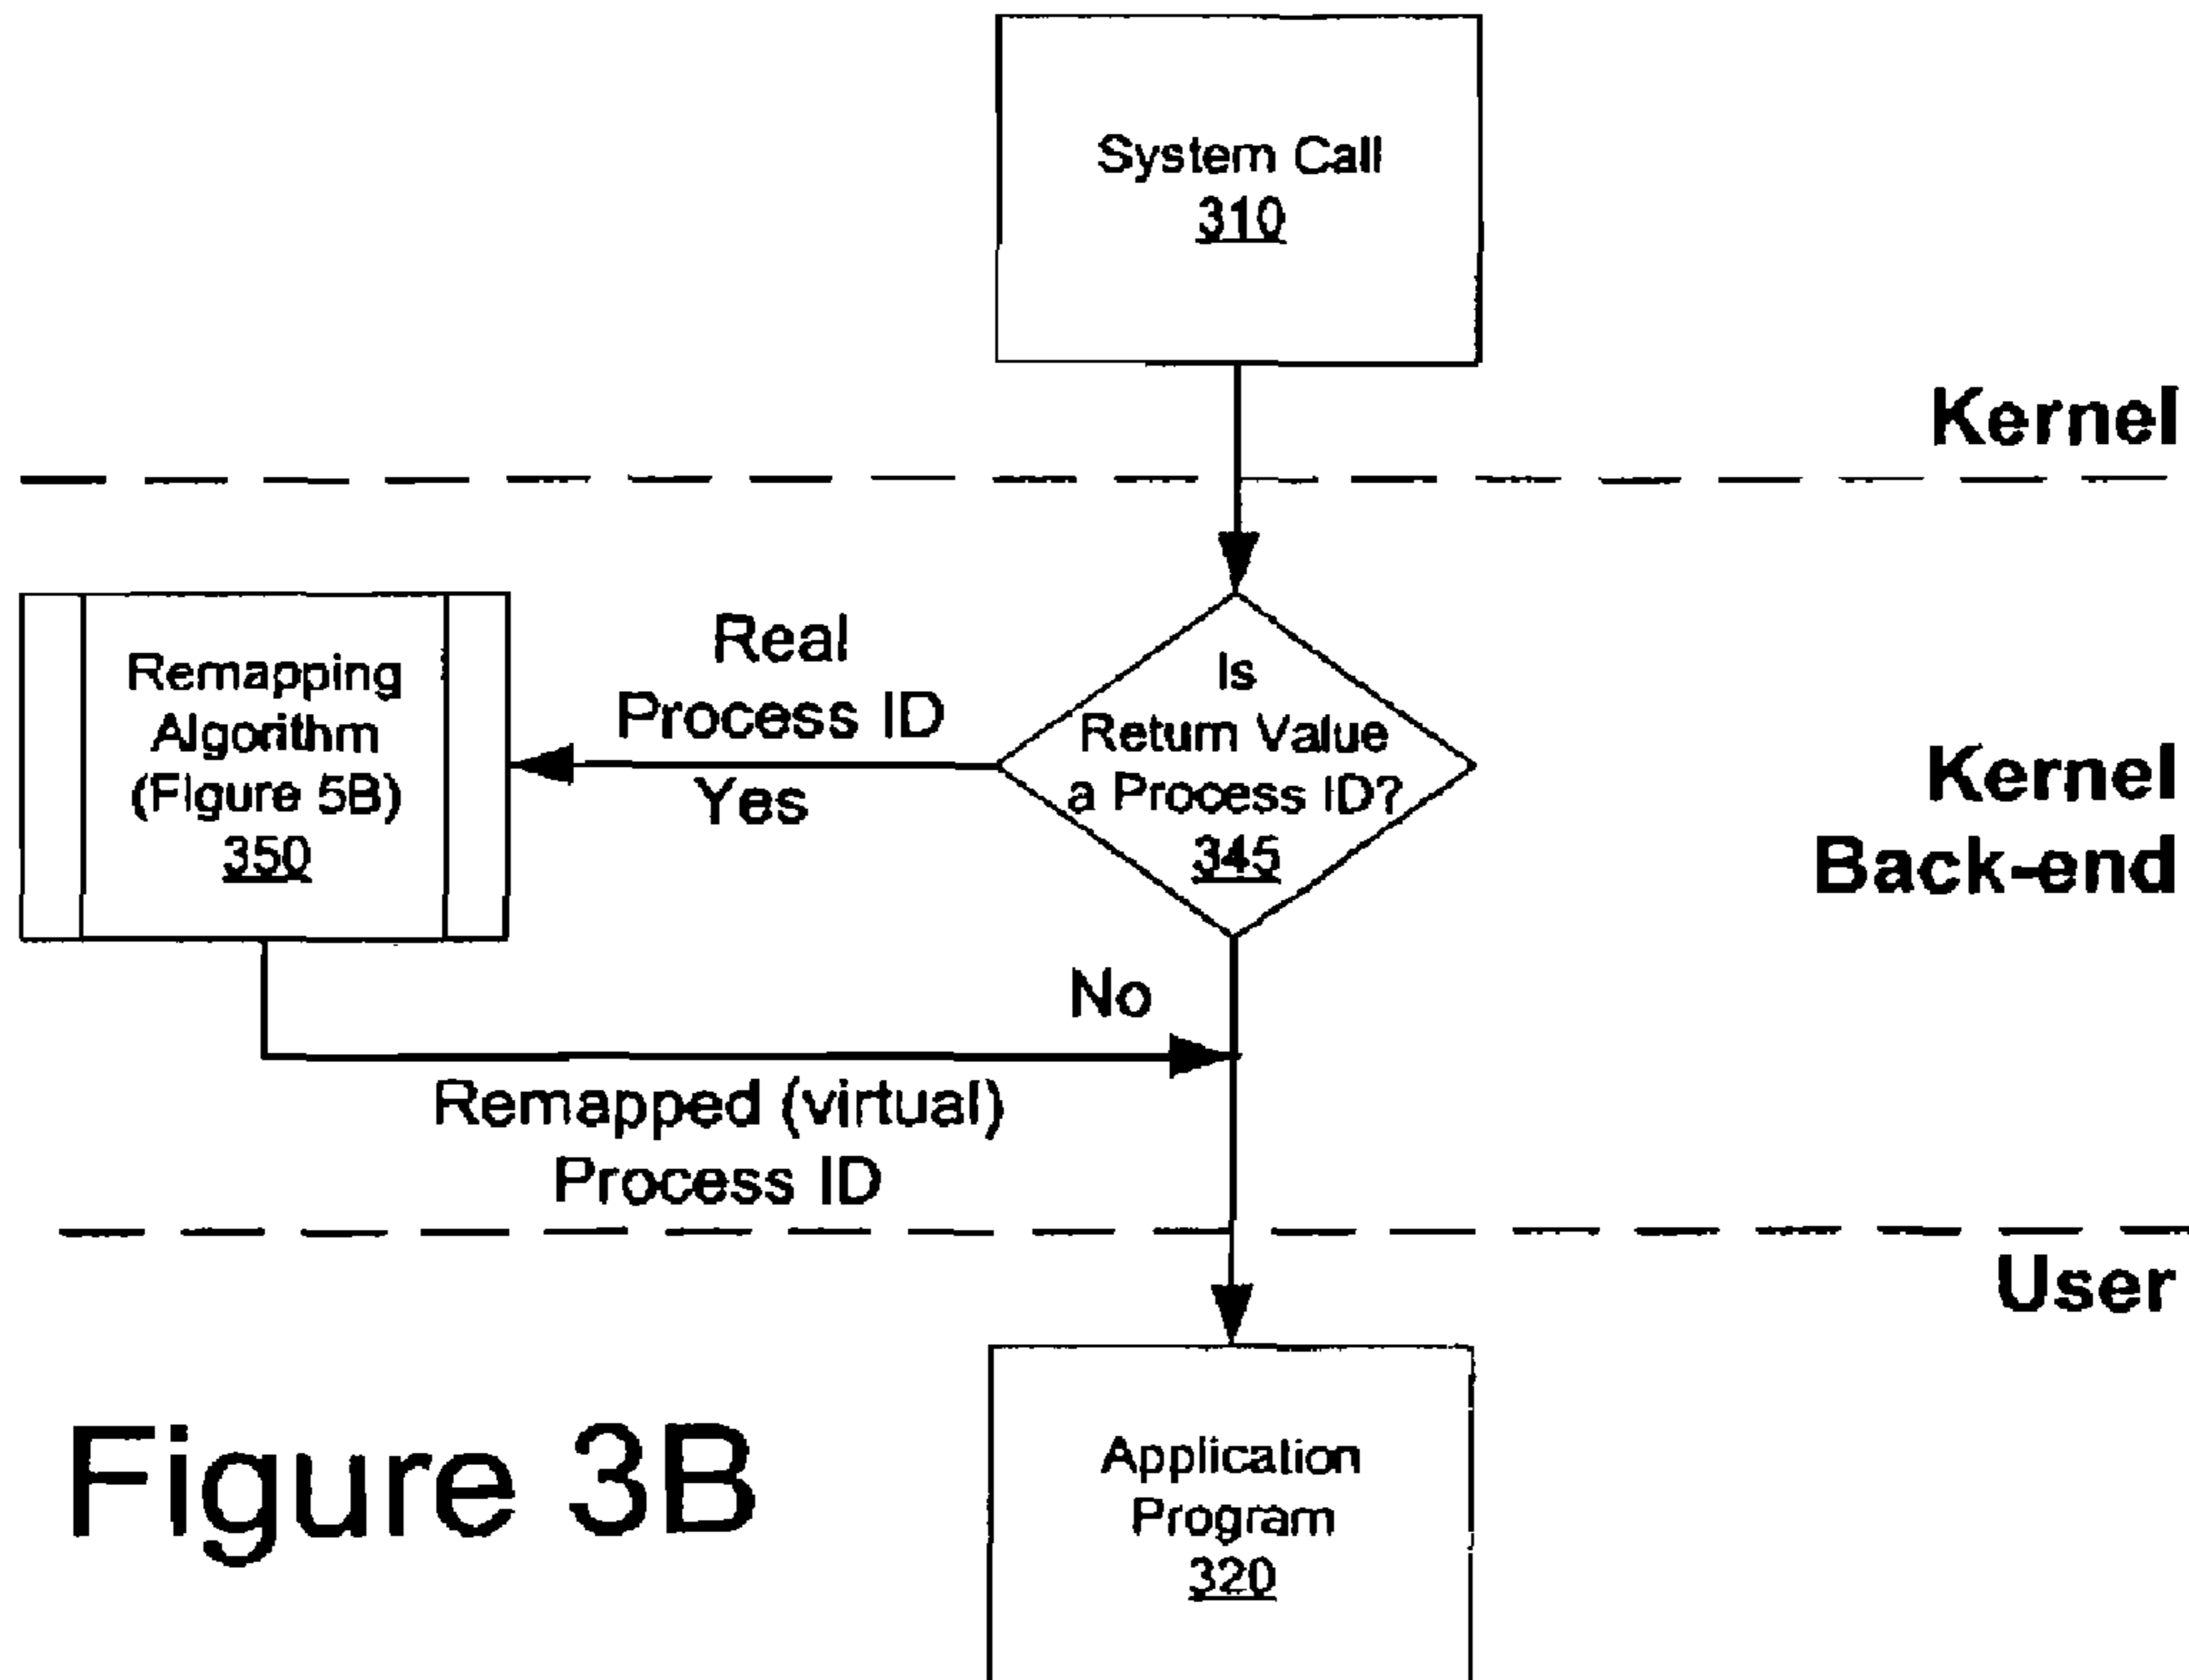 System Call
310
Kernel
Remapping
Algorithm
(Figure 5B)
350
Real
Process ID
Yes
Is
Return Value
a Process ID?
345
Kernel
Back-end
No
Remapped (virtual)
Process ID
User
Application
Program
320
Figure 3B